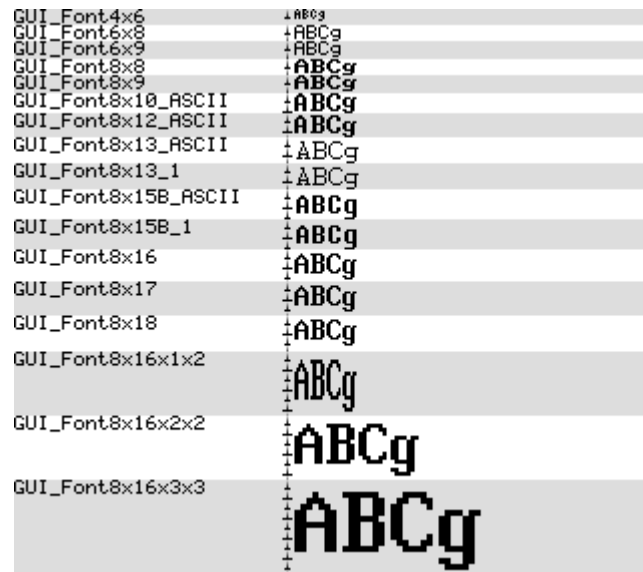 GUI_Font4x6 ABCg
GUI_Font6x8 ABCg
GUI_Font6x9 ABCg
GUI_Font8x8 ABCg
GUI_Font8x9 ABCg
GUI_Font8x10_ASCII ABCg
GUI_Font8x12_ASCII ABCg
GUI_Font8x13_ASCII ABCg
GUI_Font8x13_1 ABCg
GUI_Font8x15B_ASCII ABCg
GUI_Font8x15B_1 ABCg
GUI_Font8x16 ABCg
GUI_Font8x17 ABCg
GUI_Font8x18 ABCg
GUI_Font8x16x1x2 ABCg
GUI_Font8x16x2x2 ABCg
GUI_Font8x16x3x3 ABCg